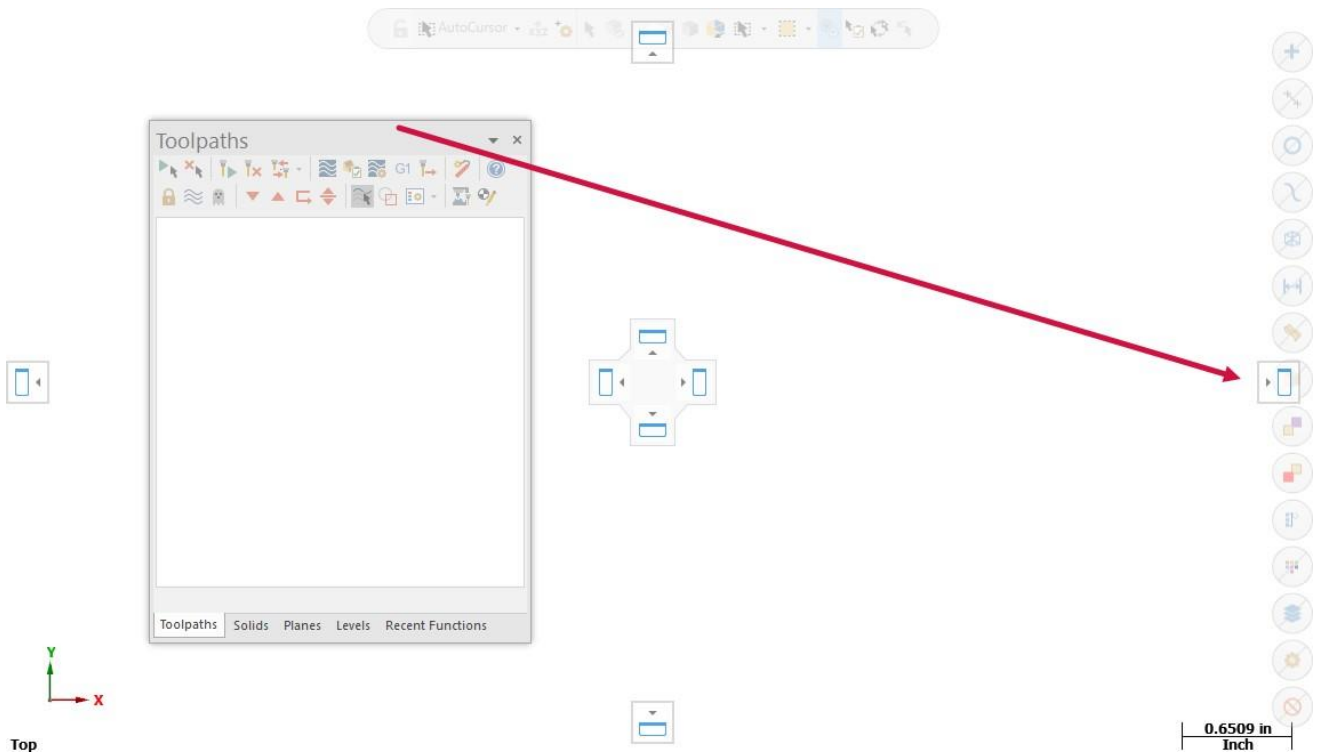 AutoCursor
Toolpaths
G1
Toolpaths Solids Planes Levels Recent Functions
Y
X
Top
0.6509 in
Inch